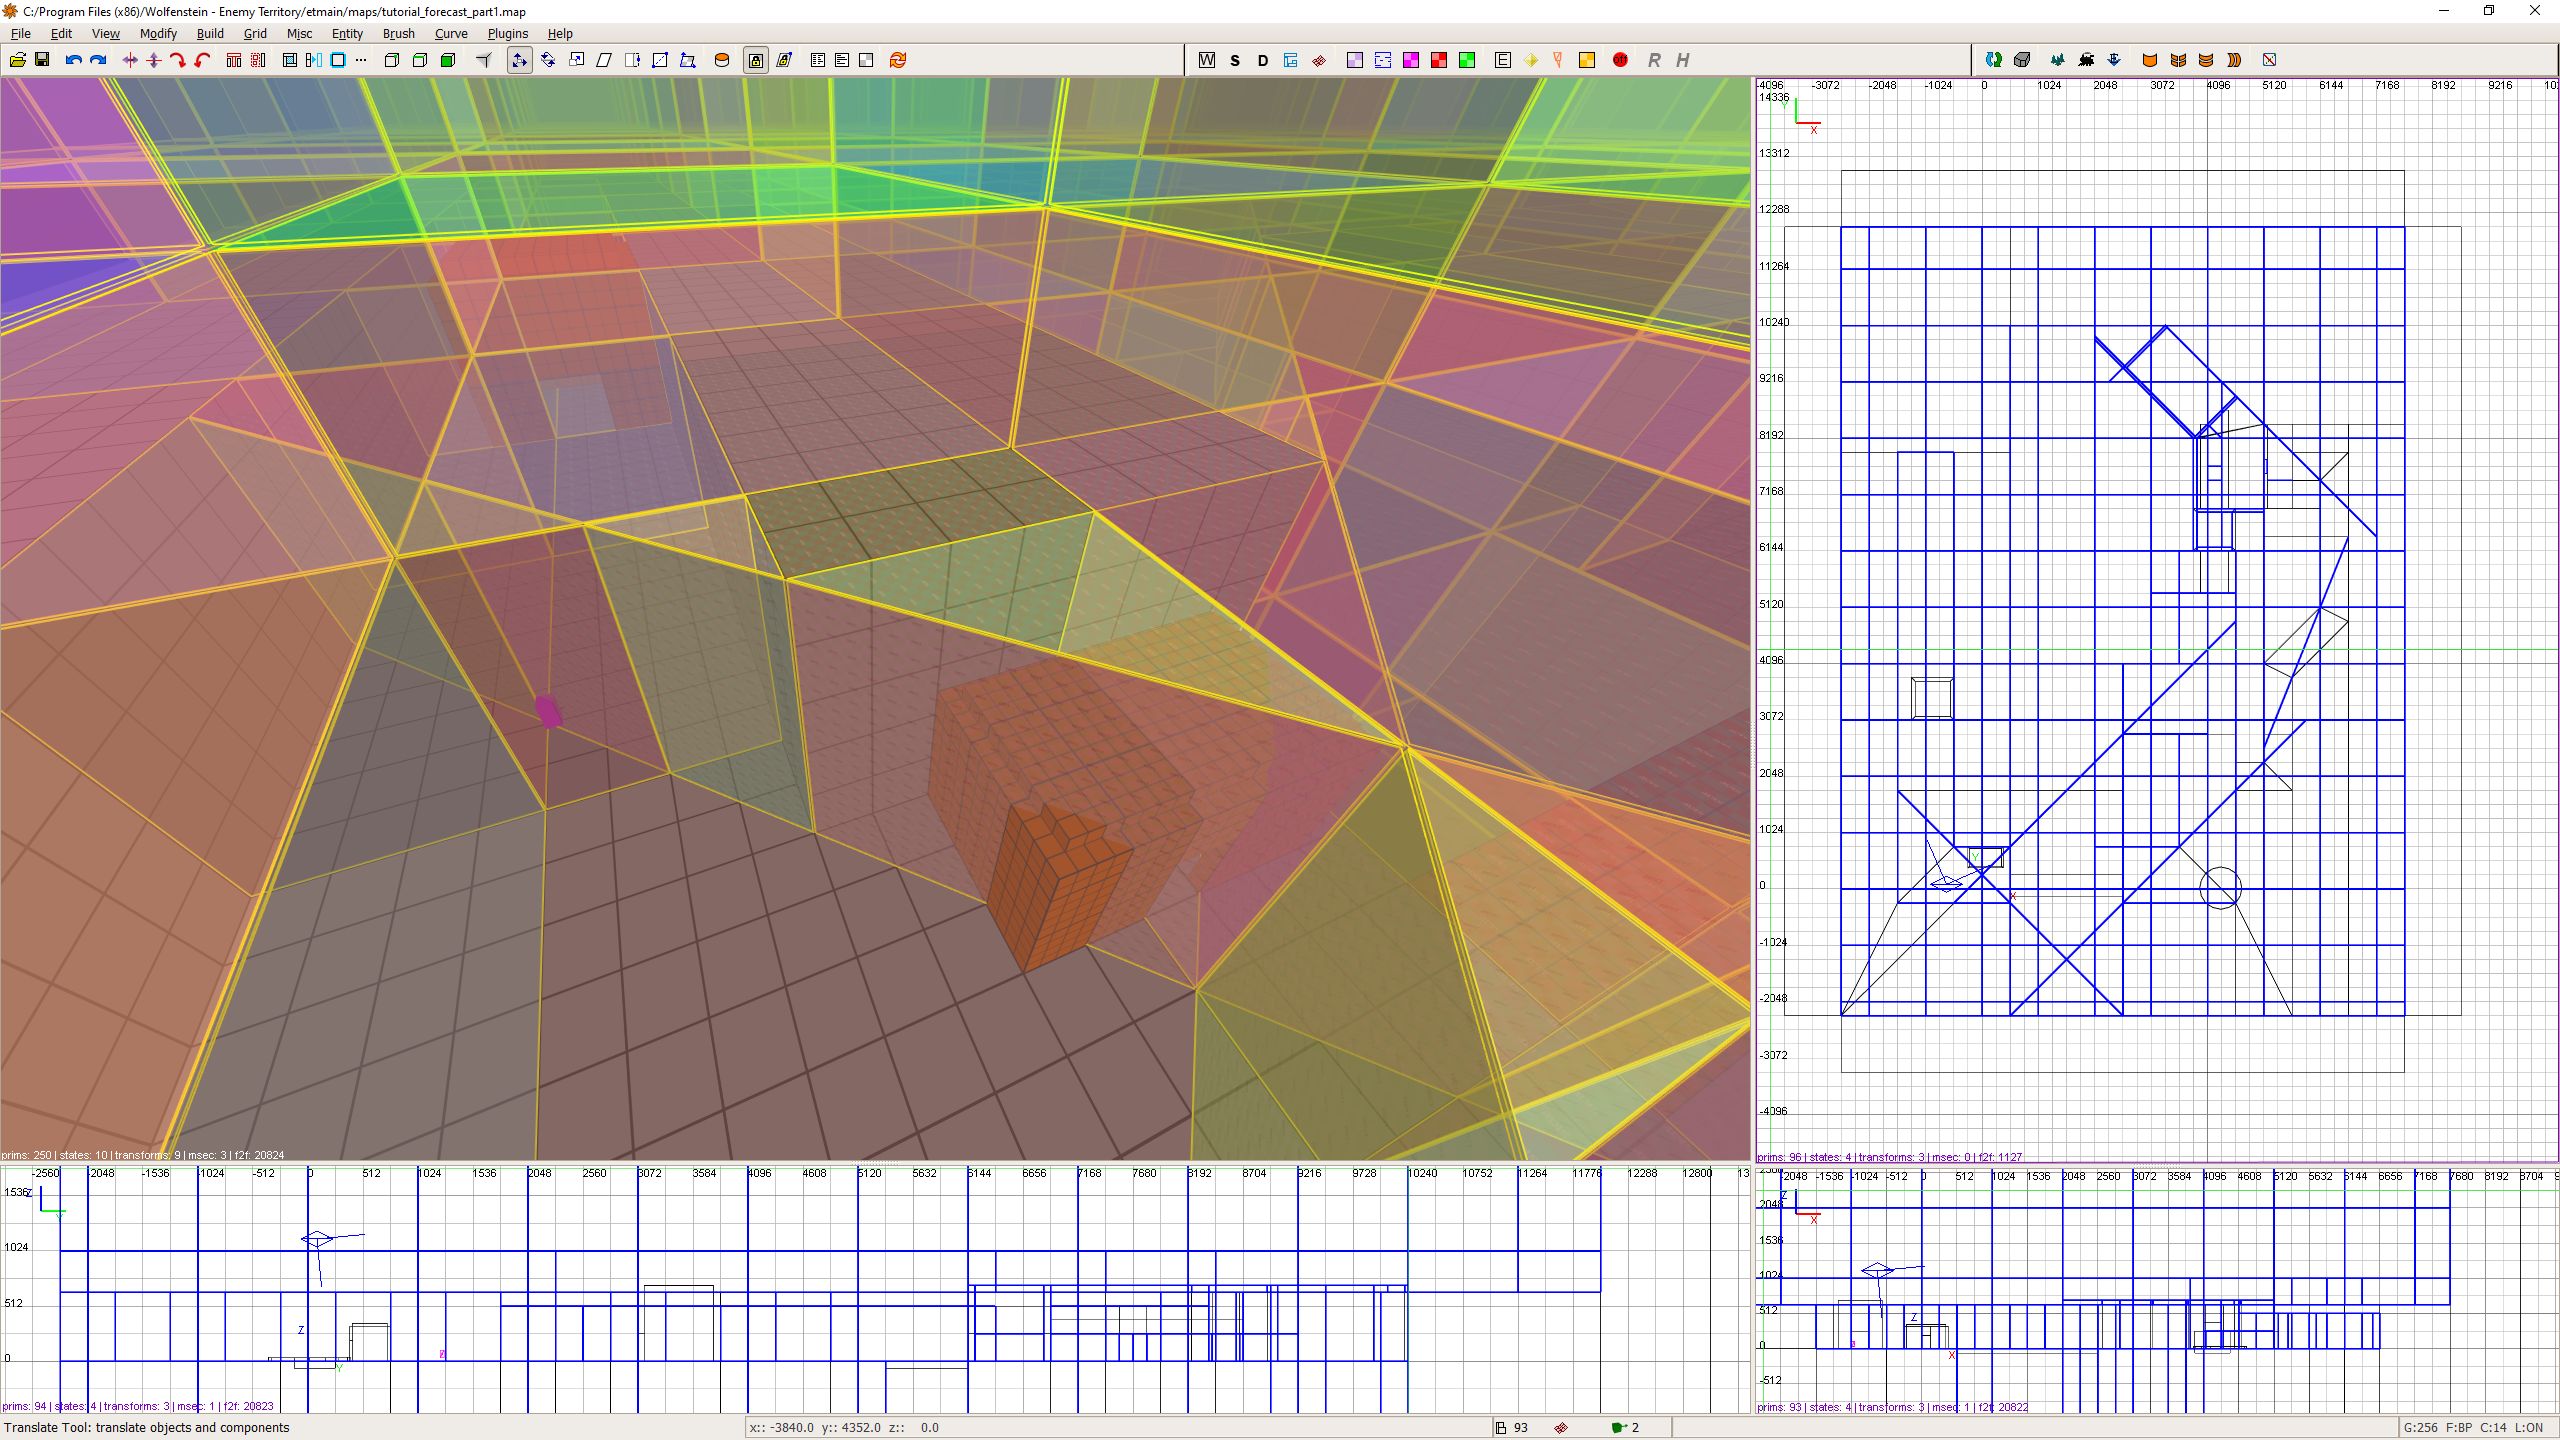 C:/Program Files (x86)/Wolfenstein - Enemy Territory/etmain/maps/tutorial_forecast_part1.map
File Edit View Modify Build Grid Misc Entity Brush Curve Plugins Help
W S D E Off R H
-4096 -3072 -2048 -1024 0 1024 2048 3072 4096 5120 6144 7168 8192 9216
14336
X
13312
12288
11264
10240
9216
8192
7168
6144
5120
4096
3072
2048
1024
Y
0
X
-1024
-2048
-3072
-4096
prims: 250 | states: 10 | transforms: 9 | msec: 3 | f2f: 20824
prims: 96 | states: 4 | transforms: 3 | msec: 0 | f2f: 1127
-2560 -2048 -1536 -1024 -512 0 512 1024 1536 2048 2560 3072 3584 4096 4608 5120 5632 6144 6656 7168 7680 8192 8704 9216 9728 10240 10752 11264 11776 12288 12800
1536
Z
Y
1024
512
Z
0
Y
prims: 94 | states: 4 | transforms: 3 | msec: 1 | f2f: 20823
-2048 -1536 -1024 -512 0 512 1024 1536 2048 2560 3072 3584 4096 4608 5120 5632 6144 6656 7168 7680 8192 8704
Z
2048
X
1536
1024
512
Z
0
X
-512
prims: 93 | states: 4 | transforms: 3 | msec: 1 | f2f: 20822
Translate Tool: translate objects and components
x:: -3840.0 y:: 4352.0 z:: 0.0
93
2
G:256 F:BP C:14 L:ON